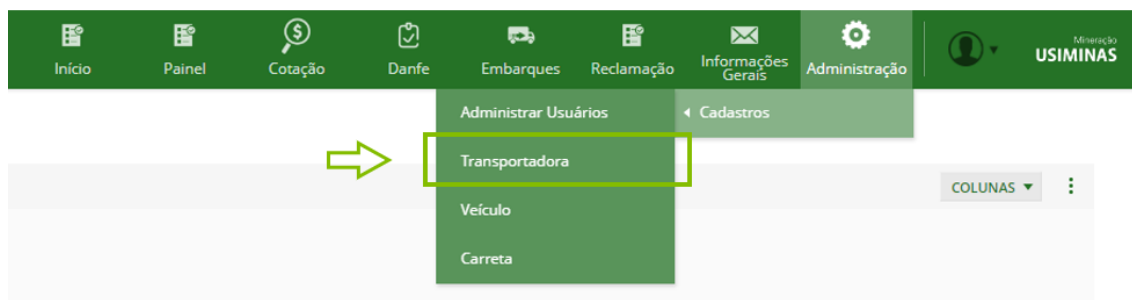 Início
Painel
Cotação
Danfe
Embarques
Reclamação
Informações
Gerais
Administração
Mineração
USIMINAS
Administrar Usuários
Cadastros
Transportadora
Veículo
Carreta
COLUNAS